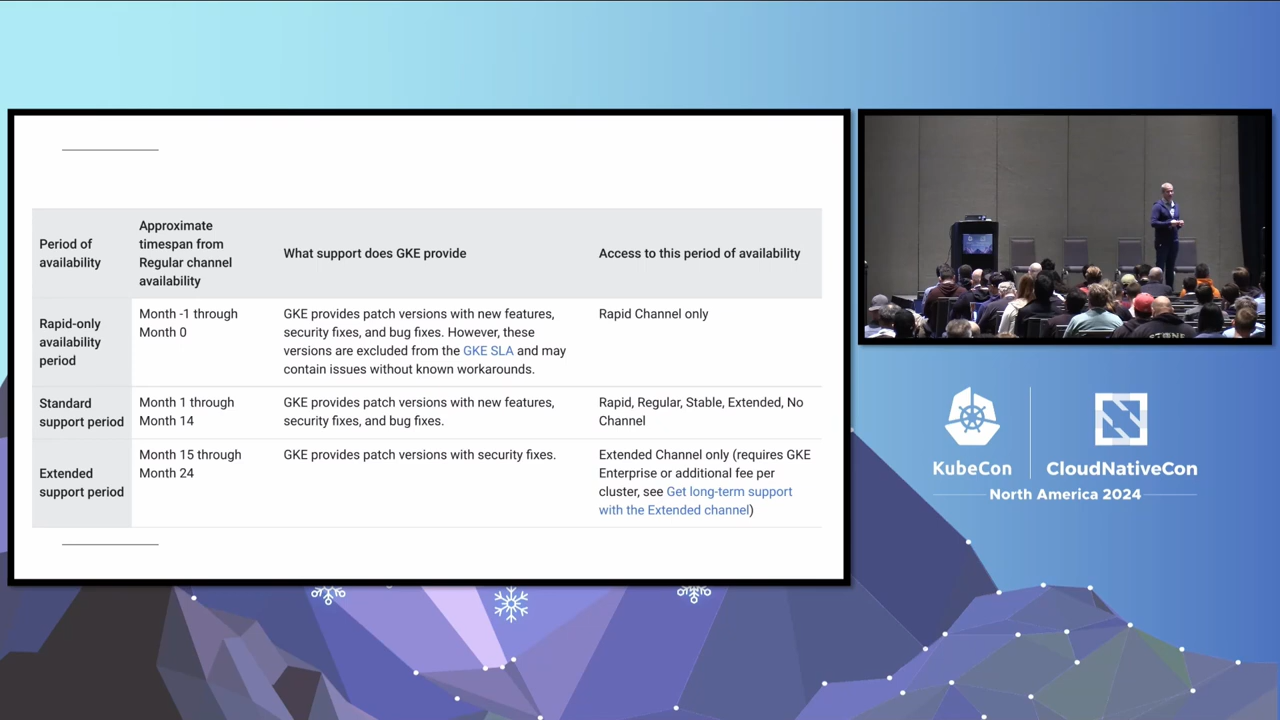 Period of
availability
Approximate
timespan from
Regular channel
availability
What support does GKE provide
Access to this period of availability
Rapid-only
availability
period
Month -1 through
Month 0
GKE provides patch versions with new features,
security fixes, and bug fixes. However, these
versions are excluded from the GKE SLA and may
contain issues without known workarounds.
Rapid Channel only
Standard
support period
Month 1 through
Month 14
GKE provides patch versions with new features,
security fixes, and bug fixes.
Rapid, Regular, Stable, Extended, No
Channel
Extended
support period
Month 15 through
Month 24
GKE provides patch versions with security fixes.
Extended Channel only (requires GKE
Enterprise or additional fee per
cluster, see Get long-term support
with the Extended channel)
KubeCon
CloudNativeCon
North America 2024